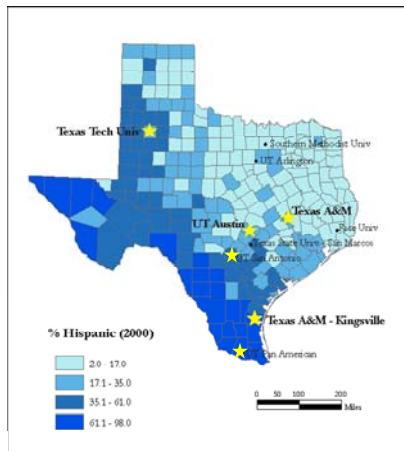 Texas Tech Univ
Southern Methodist Univ
UT Arlington
Texas A&M
UT Austin
Rice Univ
Texas State Univ - San Marcos
UT San Antonio
Texas A&M - Kingsville
UT Pan American
% Hispanic (2000)
2.0 - 17.0
17.1 - 35.0
35.1 - 61.0
61.1 - 98.0
0 50 100 200
Miles